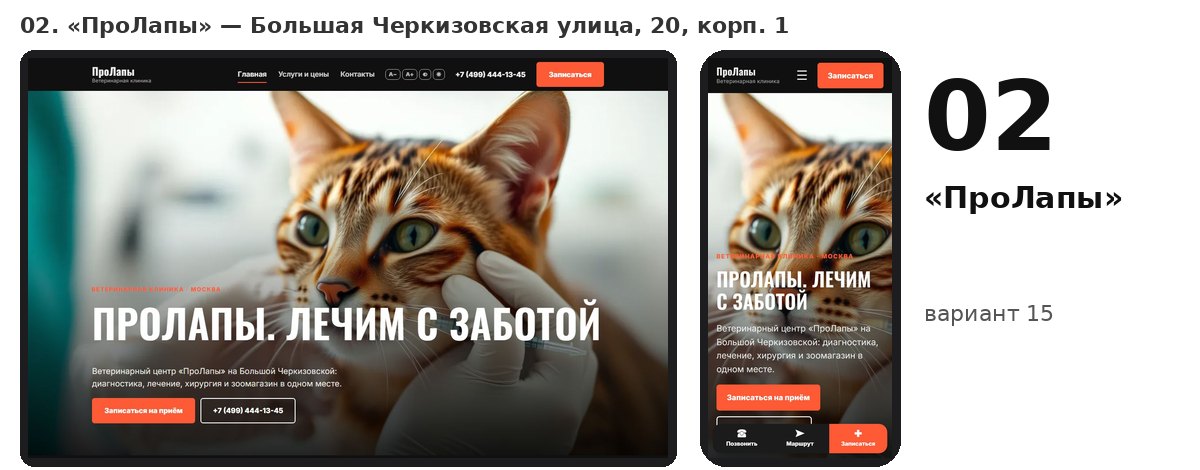 02. «ПроЛапы» — Большая Черкизовская улица, 20, корп. 1
ПроЛапы
Ветеринарная клиника
Главная Услуги и цены Контакты A− A+ +7 (499) 444-13-45 Записаться
ВЕТЕРИНАРНАЯ КЛИНИКА · МОСКВА
ПРОЛАПЫ. ЛЕЧИМ С ЗАБОТОЙ
Ветеринарный центр «ПроЛапы» на Большой Черкизовской:
диагностика, лечение, хирургия и зоомагазин в одном месте.
Записаться на приём +7 (499) 444-13-45
ПроЛапы
Ветеринарная клиника
Записаться
ВЕТЕРИНАРНАЯ КЛИНИКА · МОСКВА
ПРОЛАПЫ. ЛЕЧИМ
С ЗАБОТОЙ
Ветеринарный центр «ПроЛапы» на
Большой Черкизовской: диагностика,
лечение, хирургия и зоомагазин в
одном месте.
Записаться на приём
Позвонить Маршрут Записаться
02
«ПроЛапы»
вариант 15